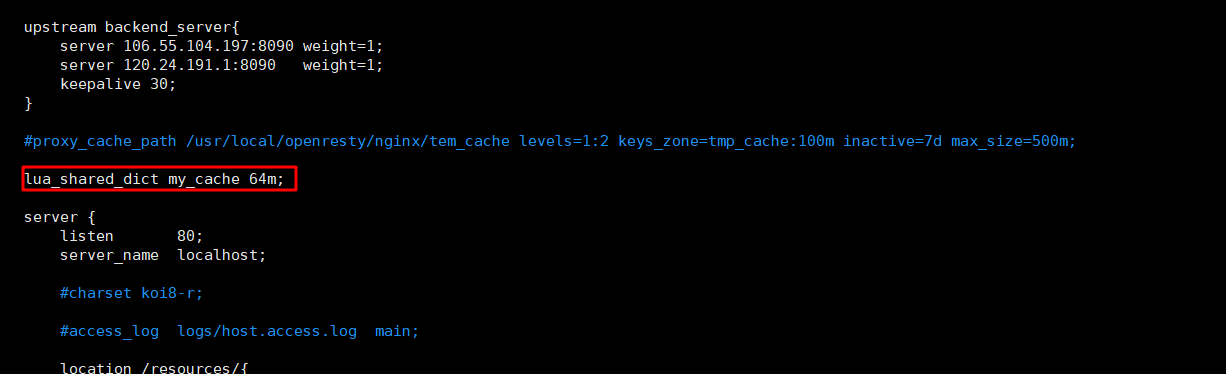 upstream backend_server{
    server 106.55.104.197:8090 weight=1;
    server 120.24.191.1:8090   weight=1;
    keepalive 30;
}
#proxy_cache_path /usr/local/openresty/nginx/tem_cache levels=1:2 keys_zone=tmp_cache:100m inactive=7d max_size=500m;
lua_shared_dict my_cache 64m;
server {
    listen       80;
    server_name  localhost;
    #charset koi8-r;
    #access_log  logs/host.access.log  main;
    location /resources/{